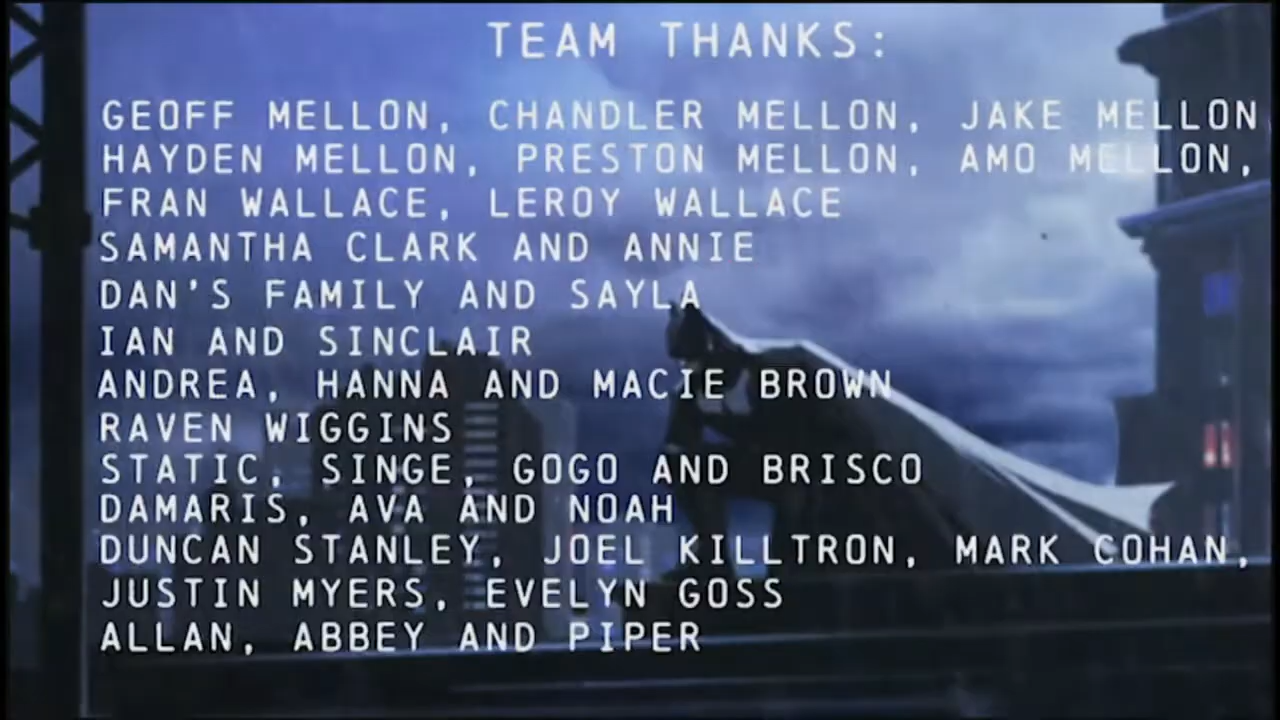 TEAM THANKS:
GEOFF MELLON, CHANDLER MELLON, JAKE MELLON
HAYDEN MELLON, PRESTON MELLON, AMO MELLON,
FRAN WALLACE, LEROY WALLACE
SAMANTHA CLARK AND ANNIE
DAN'S FAMILY AND SAYLA
IAN AND SINCLAIR
ANDREA, HANNA AND MACIE BROWN
RAVEN WIGGINS
STATIC, SINGE, GOGO AND BRISCO
DAMARIS, AVA AND NOAH
DUNCAN STANLEY, JOEL KILLTRON, MARK COHAN,
JUSTIN MYERS, EVELYN GOSS
ALLAN, ABBEY AND PIPER